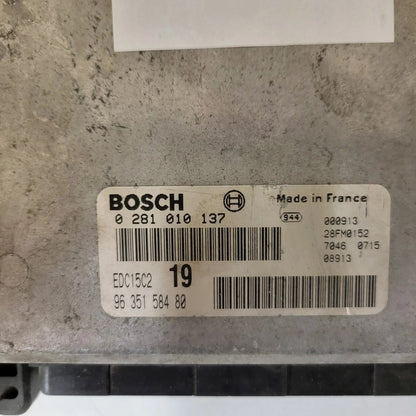 BOSCH
0 281 010 137
EDC15C2 19
96 351 584 80
Made in France
944
000913
28FM0152
7046 0715
08913